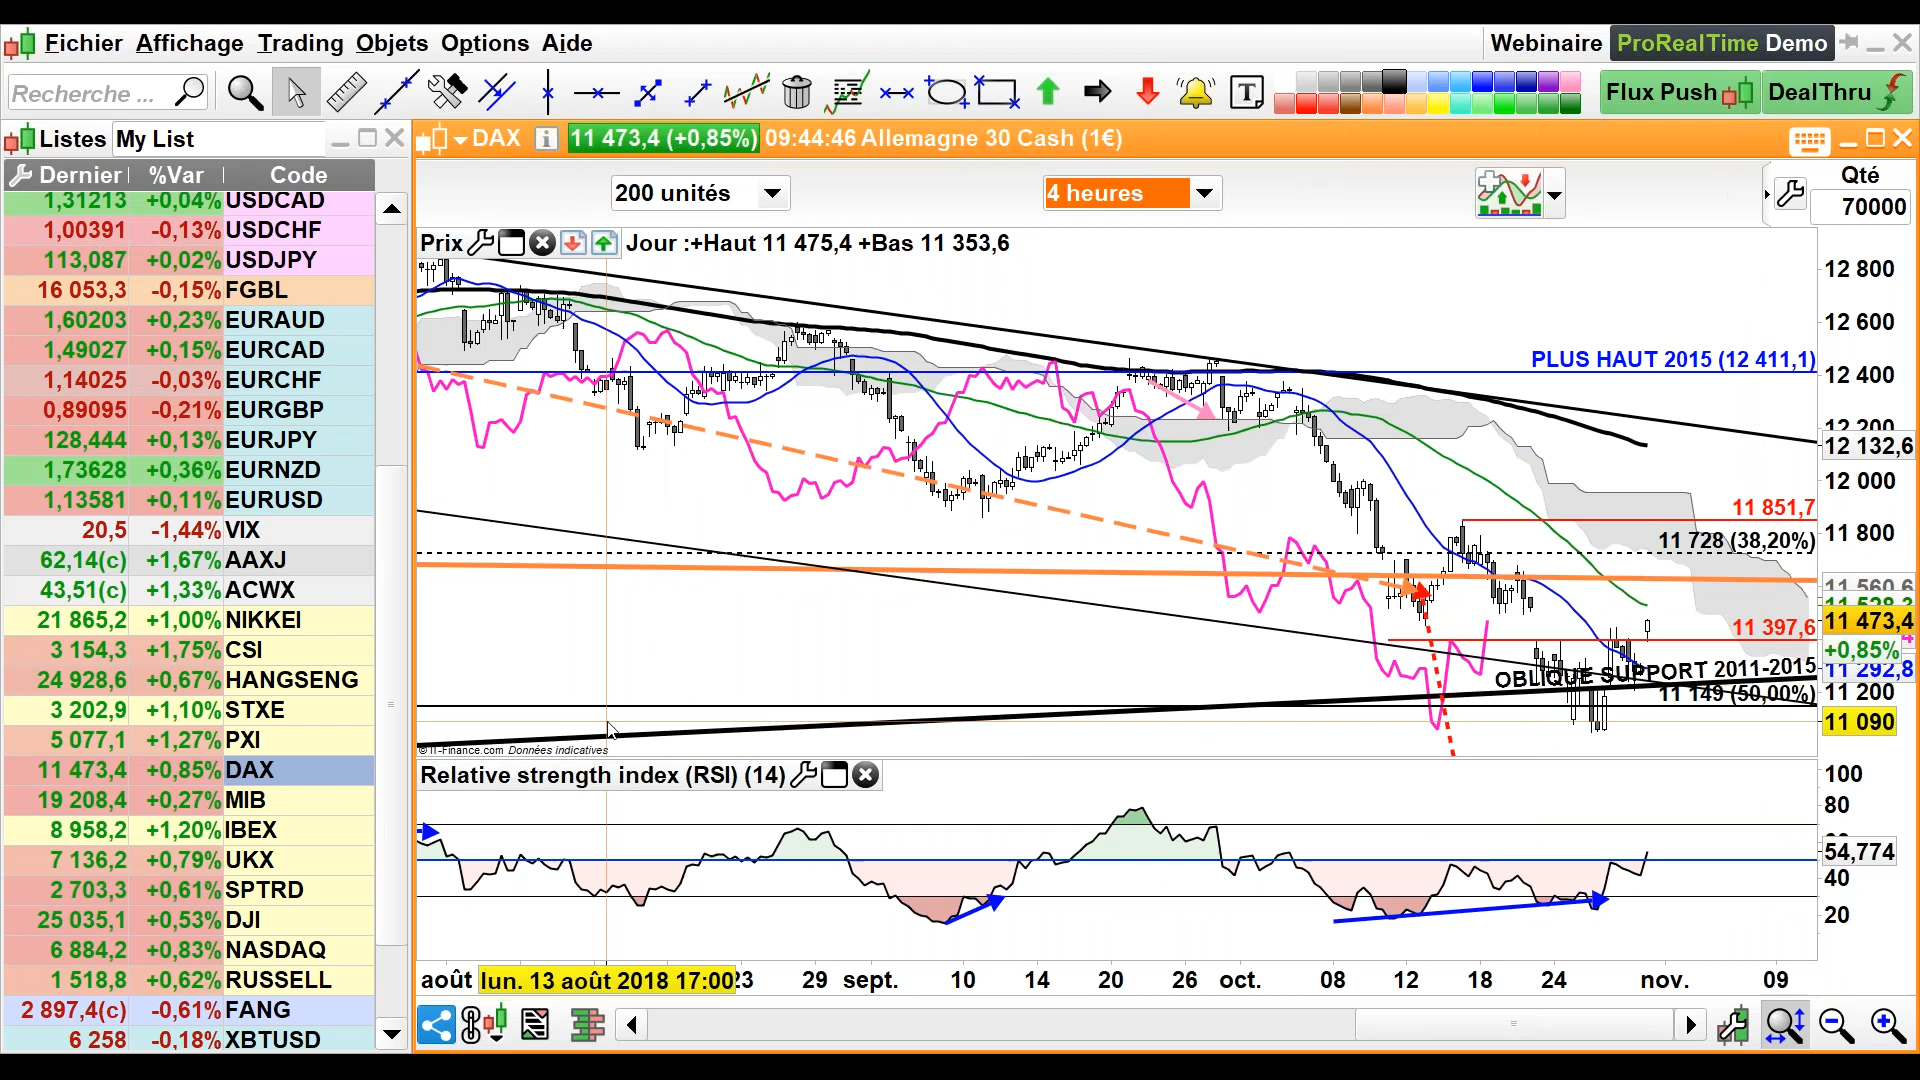 Fichier Affichage Trading Objets Options Aide
Webinaire ProRealTime Demo
Recherche ...
T
Flux Push
DealThru
Listes My List
Dernier %Var Code
1,31213 +0,04% USDCAD
1,00391 -0,13% USDCHF
113,087 +0,02% USDJPY
16 053,3 -0,15% FGBL
1,60203 +0,23% EURAUD
1,49027 +0,15% EURCAD
1,14025 -0,03% EURCHF
0,89095 -0,21% EURGBP
128,444 +0,13% EURJPY
1,73628 +0,36% EURNZD
1,13581 +0,11% EURUSD
20,5 -1,44% VIX
62,14(c) +1,67% AAXJ
43,51(c) +1,33% ACWX
21 865,2 +1,00% NIKKEI
3 154,3 +1,75% CSI
24 928,6 +0,67% HANGSENG
3 202,9 +1,10% STXE
5 077,1 +1,27% PXI
11 473,4 +0,85% DAX
19 208,4 +0,27% MIB
8 958,2 +1,20% IBEX
7 136,2 +0,79% UKX
2 703,3 +0,61% SPTRD
25 035,1 +0,53% DJI
6 884,2 +0,83% NASDAQ
1 518,8 +0,62% RUSSELL
2 897,4(c) -0,61% FANG
6 258 -0,18% XBTUSD
DAX i 11 473,4 (+0,85%) 09:44:46 Allemagne 30 Cash (1€)
200 unités
4 heures
Qté
70000
Prix
Jour :+Haut 11 475,4 +Bas 11 353,6
12 800
12 600
PLUS HAUT 2015 (12 411,1)
12 400
12 200
12 132,6
12 000
11 851,7
11 800
11 728 (38,20%)
11 560,6
11 473,4
11 397,6
+0,85%
OBLIQUE SUPPORT 2011-2015
11 292,8
11 149 (50,00%)
11 200
11 090
© IT-Finance.com Données indicatives
Relative strength index (RSI) (14)
100
80
54,774
40
20
août lun. 13 août 2018 17:00 23 29 sept. 10 14 20 26 oct. 08 12 18 24 nov. 09